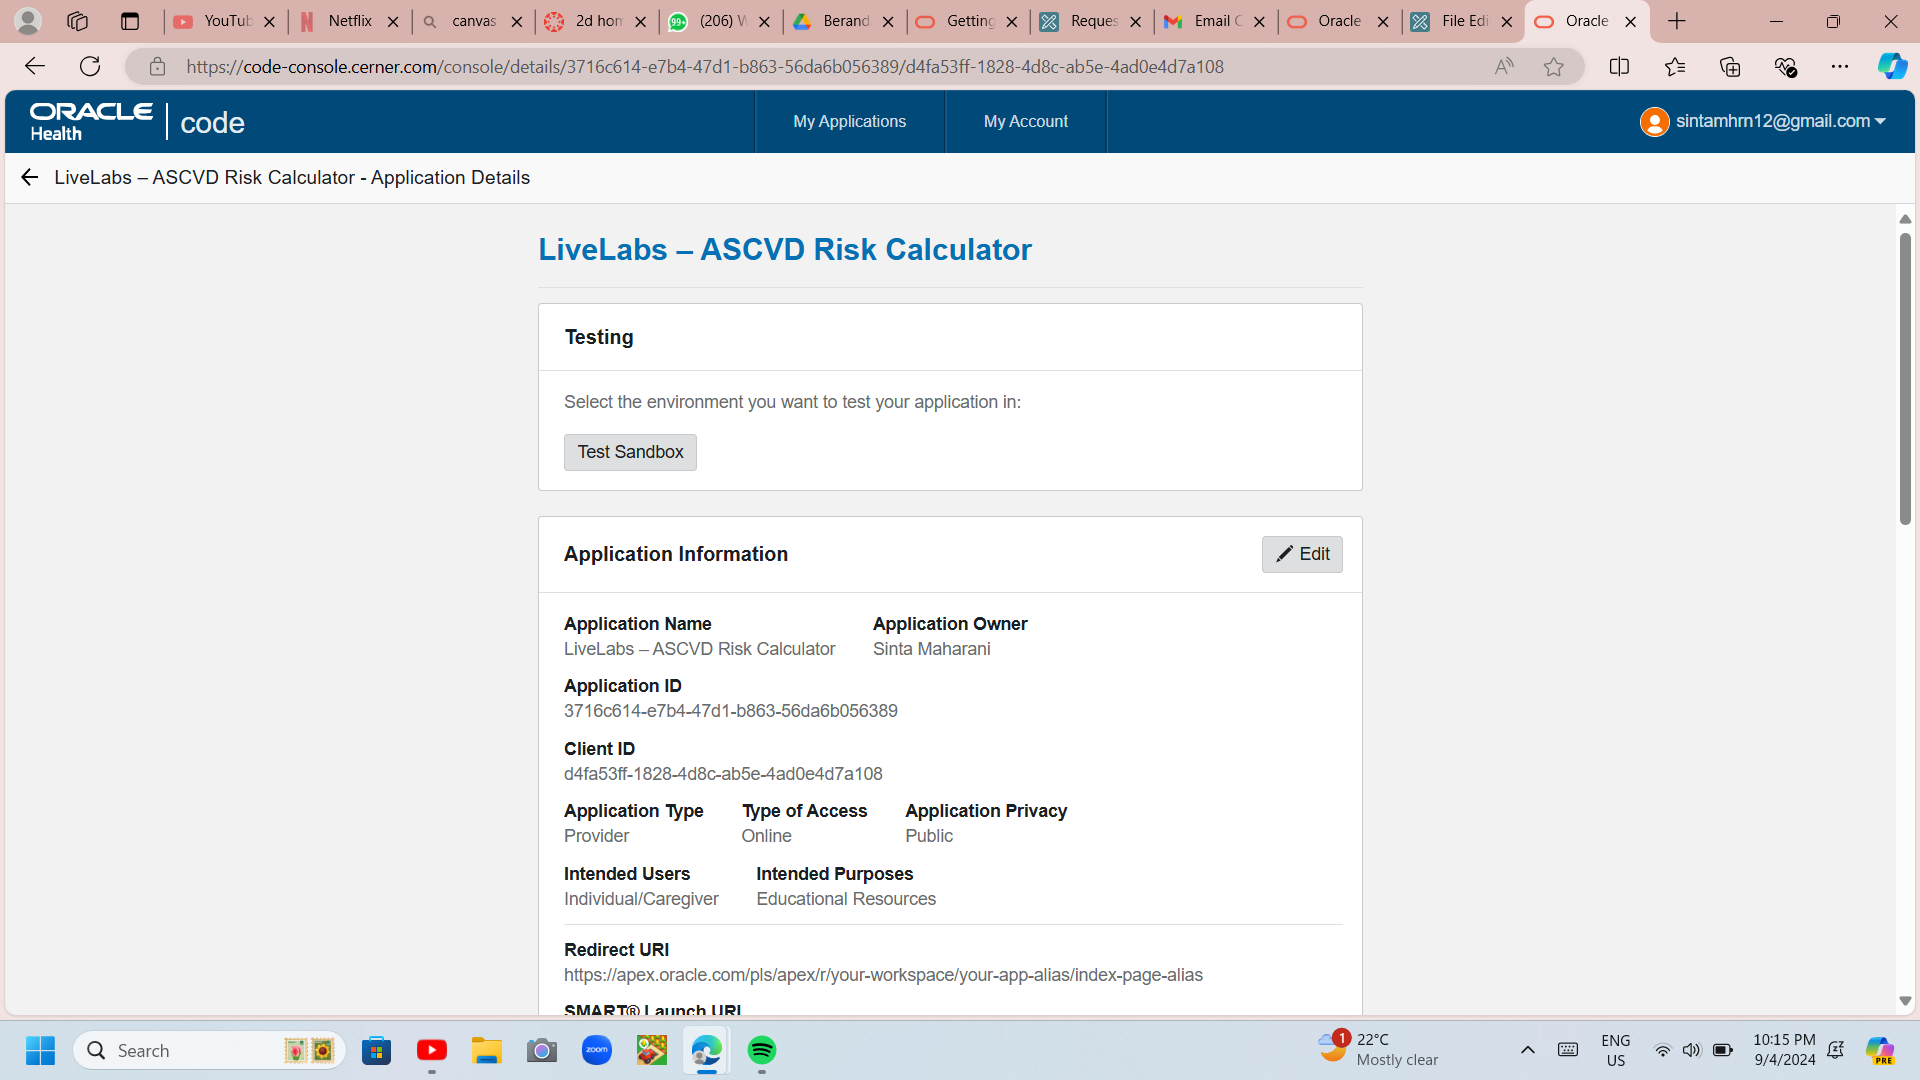 YouTub
Netflix
canvas
2d hom
(206) W
Berand
Getting
Reques
Email C
Oracle
File Edi
Oracle
https://code-console.cerner.com/console/details/3716c614-e7b4-47d1-b863-56da6b056389/d4fa53ff-1828-4d8c-ab5e-4ad0e4d7a108
ORACLE
Health
code
My Applications
My Account
sintamhrn12@gmail.com
LiveLabs – ASCVD Risk Calculator - Application Details
LiveLabs – ASCVD Risk Calculator
Testing
Select the environment you want to test your application in:
Test Sandbox
Application Information
Edit
Application Name
Application Owner
LiveLabs – ASCVD Risk Calculator
Sinta Maharani
Application ID
3716c614-e7b4-47d1-b863-56da6b056389
Client ID
d4fa53ff-1828-4d8c-ab5e-4ad0e4d7a108
Application Type
Type of Access
Application Privacy
Provider
Online
Public
Intended Users
Intended Purposes
Individual/Caregiver
Educational Resources
Redirect URI
https://apex.oracle.com/pls/apex/r/your-workspace/your-app-alias/index-page-alias
SMART® Launch URI
Search
zoom
1
22°C
Mostly clear
ENG
US
10:15 PM
9/4/2024
PRE